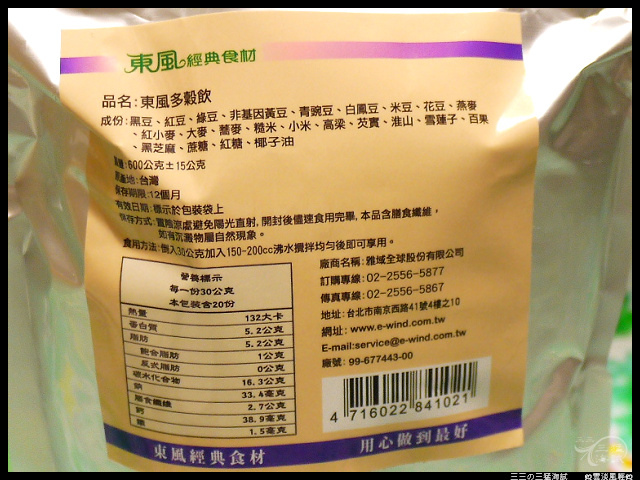 東風經典食材
品名:東風多穀飲
成份:黑豆、紅豆、綠豆、非基因黃豆、青豌豆、白鳳豆、米豆、花豆、燕麥
、紅小麥、大麥、蕎麥、糙米、小米、高梁、芡實、淮山、雪蓮子、百果
、黑芝麻、蔗糖、紅糖、椰子油
重量:600公克±15公克
原產地:台灣
保存期限:12個月
有效日期:標示於包裝袋上
保存方式:置陰涼處避免陽光直射,開封後儘速食用完畢,本品含膳食纖維,
如有沉澱物屬自然現象。
食用方法:倒入30公克加入150-200cc沸水攪拌均勻後即可享用。
營養標示
每一份30公克
本包裝含20份
熱量 132大卡
蛋白質 5.2公克
脂肪 5.2公克
飽合脂肪 1公克
反式脂肪 0公克
碳水化合物 16.3公克
鈉 33.4毫克
膳食纖維 2.7公克
鈣 38.9毫克
鐵 1.5毫克
廠商名稱:雅域全球股份有限公司
訂購專線:02-2556-5877
傳真專線:02-2556-5867
地址:台北市南京西路41號4樓之10
網址:www.e-wind.com.tw
E-mail:service@e-wind.com.tw
廠號:99-677443-00
4 716022 841021
東風經典食材 用心做到最好
三三の三猛海賊
雲淡風輕